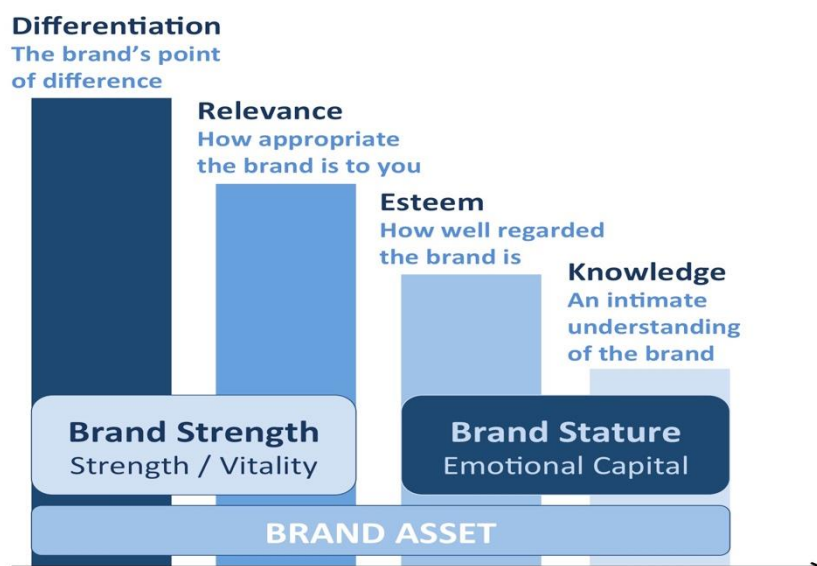 Differentiation
The brand's point
of difference
Relevance
How appropriate
the brand is to you
Esteem
How well regarded
the brand is
Knowledge
An intimate
understanding
of the brand
Brand Strength
Strength / Vitality
Brand Stature
Emotional Capital
BRAND ASSET